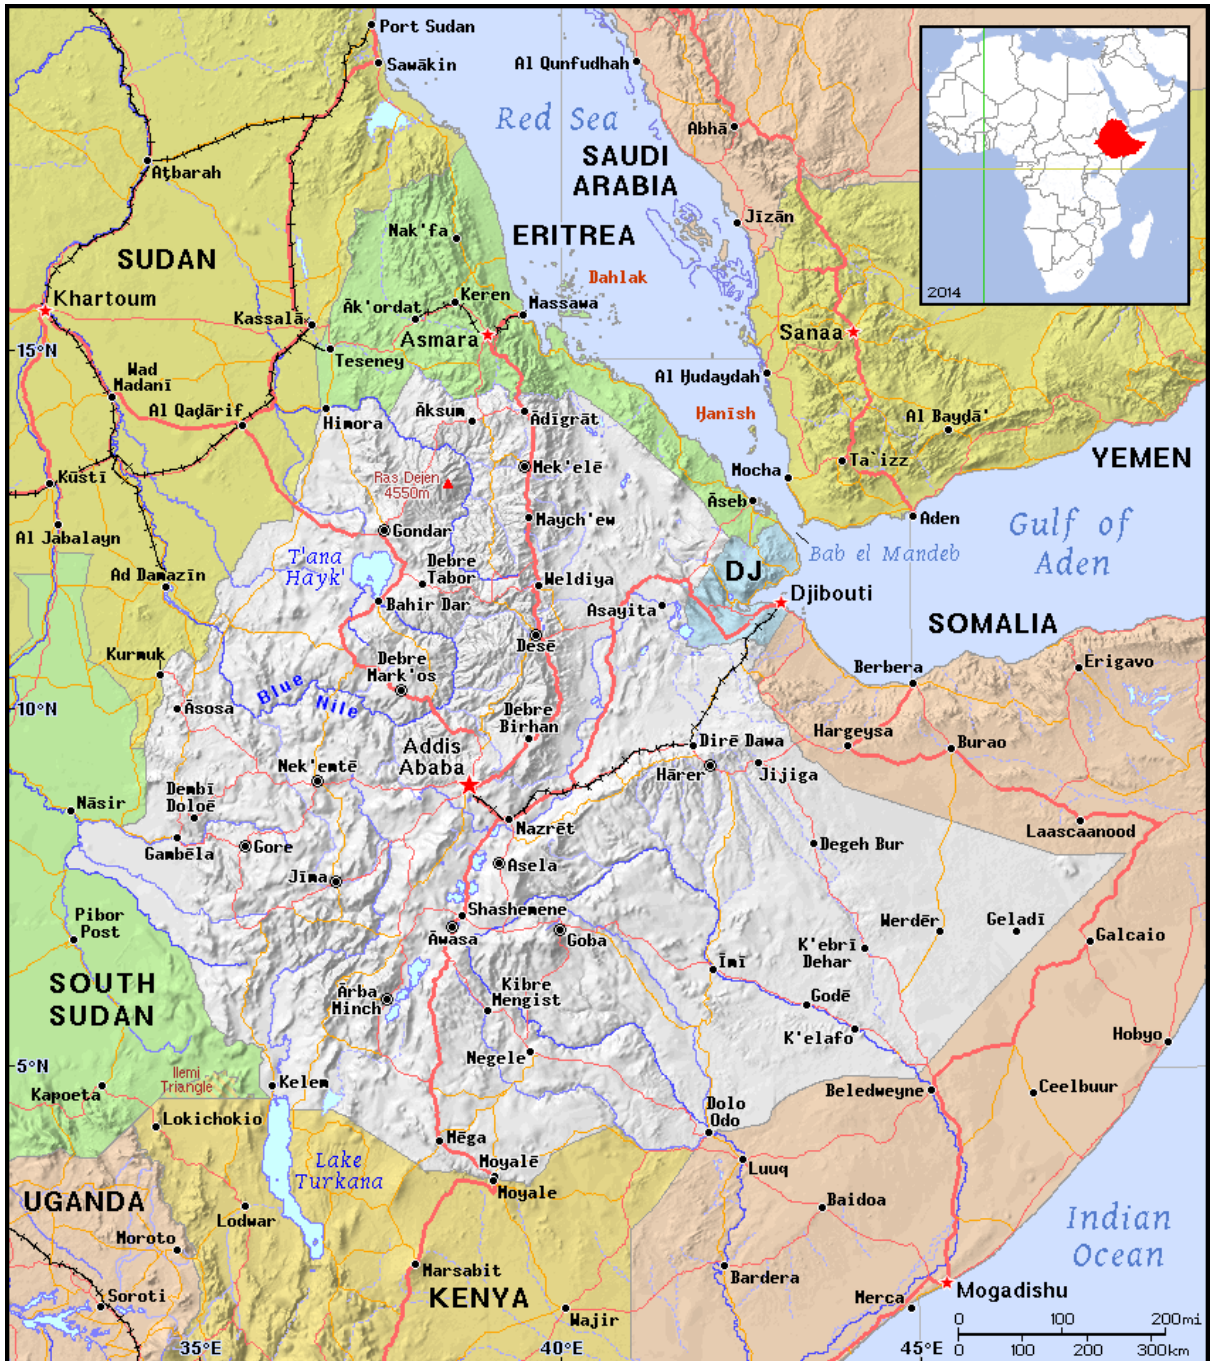 Port Sudan
Sawākin
Al Qunfudhah
Red Sea
Abhā
SAUDI
ARABIA
Aṭbarah
Jīzān
Nak'fa
ERITREA
SUDAN
Dahlak
2014
Khartoum
Keren
Massawa
Āk'ordat
Kassalā
Asmara
Sanaa
15°N
Teseney
Wad
Madanī
Al Ḥudaydah
Al Qaḍārif
Himora
Āksum
Ādīgrāt
Ḥanīsh
Al Bayḍā'
Ras Dejen
4550m
Mek'elē
Mocha
Ta`izz
YEMEN
Kūstī
Āseb
Al Jabalayn
Gondar
Maych'ew
Aden
Gulf of
Aden
Bab el Mandeb
T'ana
Hāyk'
Debre
Tabor
Weldiya
DJ
Ad Damazīn
Bahir Dar
Asayita
Djibouti
Desē
SOMALIA
Kurmuk
Debre
Mark'os
Berbera
Erigavo
Blue
Nile
10°N
Āsosa
Debre
Birhan
Addis
Ababa
Dirē Dawa
Hargeysa
Burao
Nek'emtē
Hārer
Jijiga
Nāsir
Dembī
Doloē
Nazrēt
Laascaanood
Gambēla
Gore
Asela
Degeh Bur
Jīma
Shashemene
Pibor
Post
Āwasa
Goba
Werdēr
Geladī
K'ebrī
Dehar
Galcaio
SOUTH
SUDAN
Īmī
Ārba
Minch
Kibre
Mengist
Godē
K'elafo
Hobyo
Negele
5°N
Ilemi
Triangle
Kapoeta
Kelem
Beledweyne
Ceelbuur
Dolo
Odo
Lokichokio
Mēga
Lake
Turkana
Moyalē
Moyale
Luuq
UGANDA
Lodwar
Baidoa
Indian
Ocean
Moroto
Marsabit
Bardera
Soroti
KENYA
Wajir
Merca
Mogadishu
0 100 200mi
0 100 200 300km
35°E
40°E
45°E